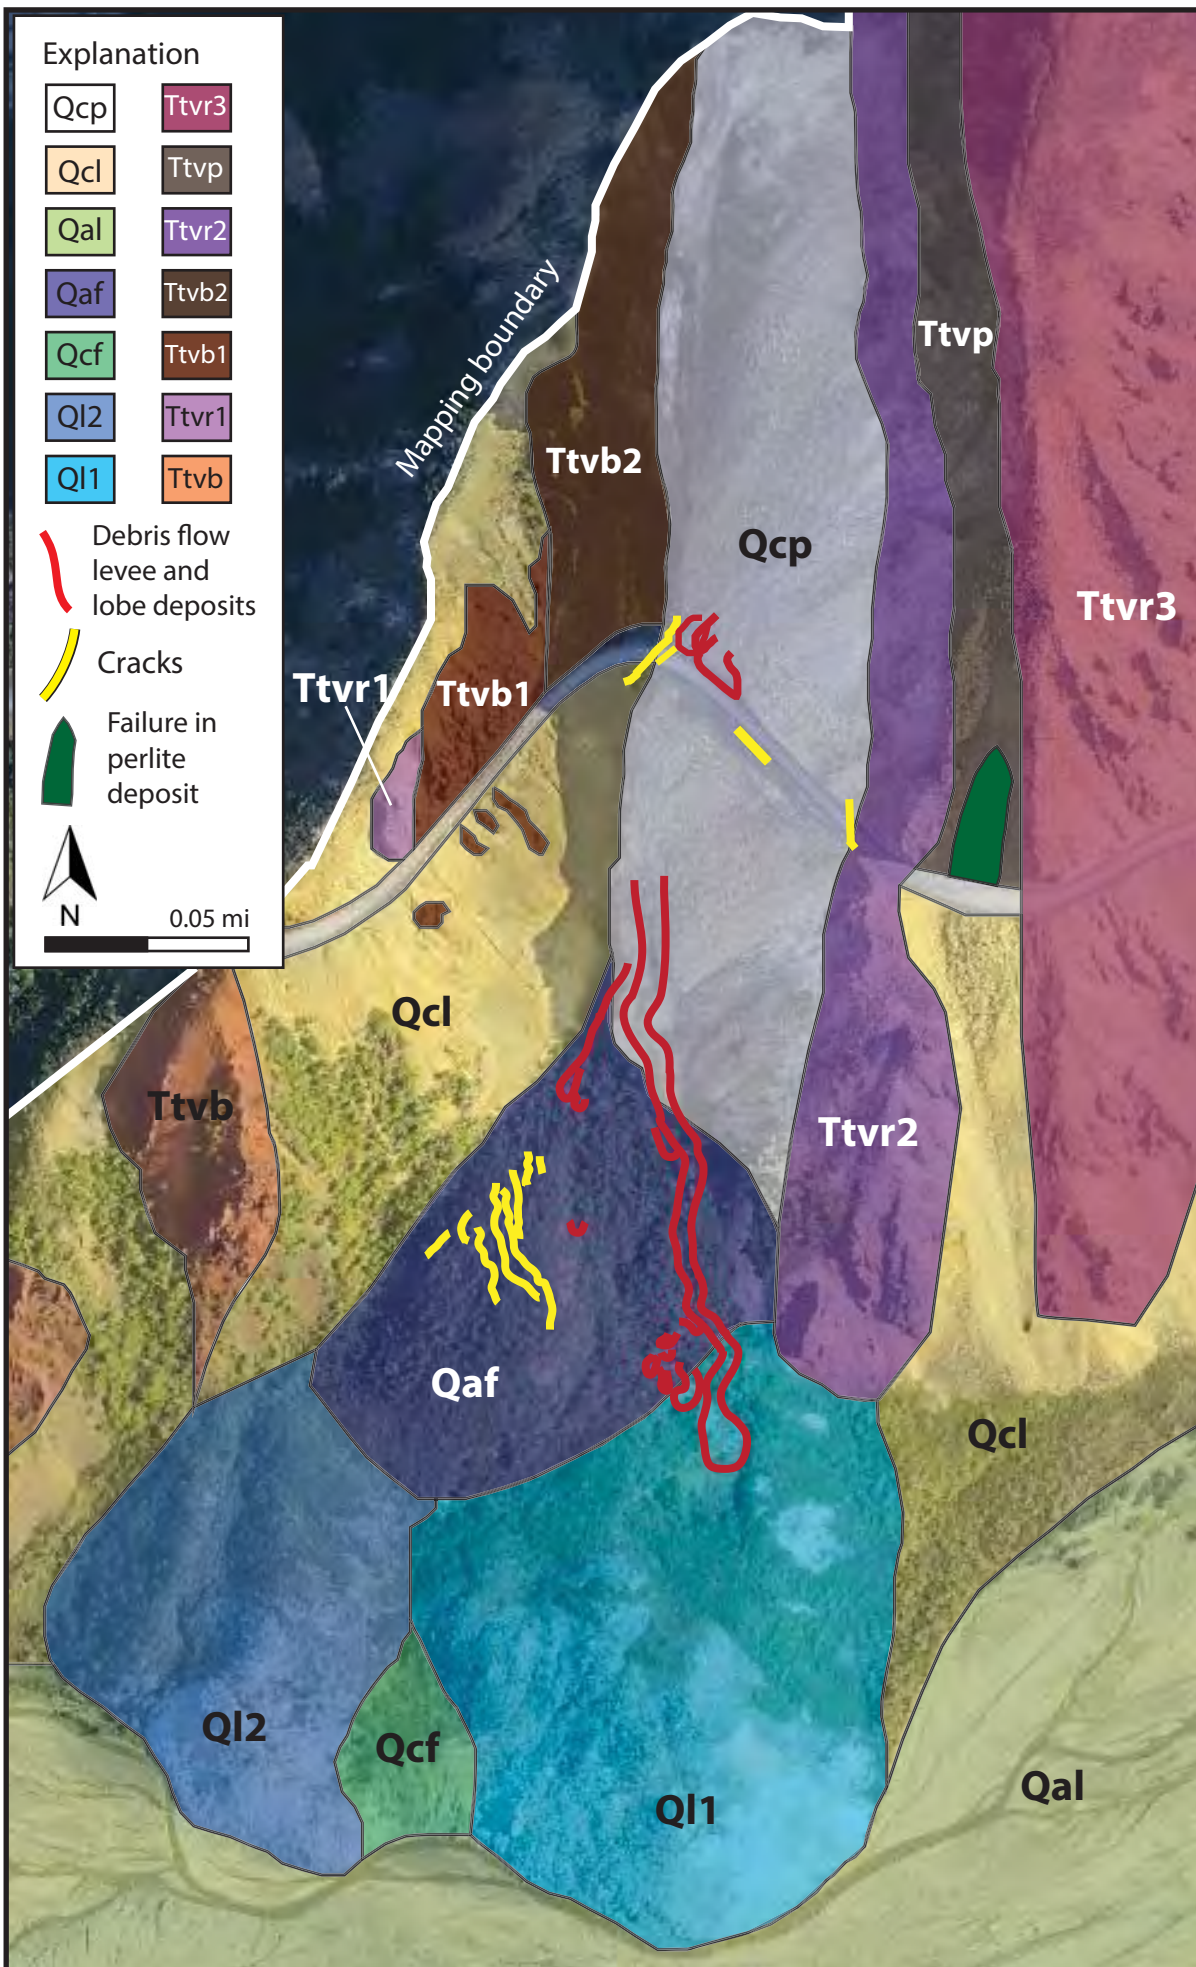 Explanation
Qcp
Ttvr3
Qcl
Ttvp
Qal
Ttvr2
Qaf
Ttvb2
Qcf
Ttvb1
Ql2
Ttvr1
Ql1
Ttvb
Debris flow
levee and
lobe deposits
Cracks
Failure in
perlite
deposit
N
0.05 mi
Mapping boundary
Ttvp
Ttvb2
Qcp
Ttvr3
Ttvr1
Ttvb1
Qcl
Ttvb
Ttvr2
Qaf
Qcl
Ql2
Qcf
Ql1
Qal